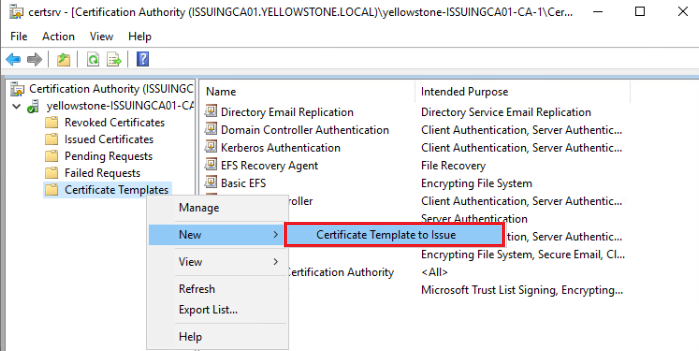 certsrv - [Certification Authority (ISSUINGCA01.YELLOWSTONE.LOCAL)\yellowstone-ISSUINGCA01-CA-1\Cer...
File Action View Help
Certification Authority (ISSUINGC
yellowstone-ISSUINGCA01-CA
Revoked Certificates
Issued Certificates
Pending Requests
Failed Requests
Certificate Templates
Name Intended Purpose
Directory Email Replication Directory Service Email Replication
Domain Controller Authentication Client Authentication, Server Authentic...
Kerberos Authentication Client Authentication, Server Authentic...
EFS Recovery Agent File Recovery
Basic EFS Encrypting File System
roller Client Authentication, Server Authentic...
Server Authentication
ntication, Server Authentic...
Encrypting File System, Secure Email, Cl...
Certification Authority <All>
Microsoft Trust List Signing, Encrypting...
Manage
New
Certificate Template to Issue
View
Refresh
Export List...
Help